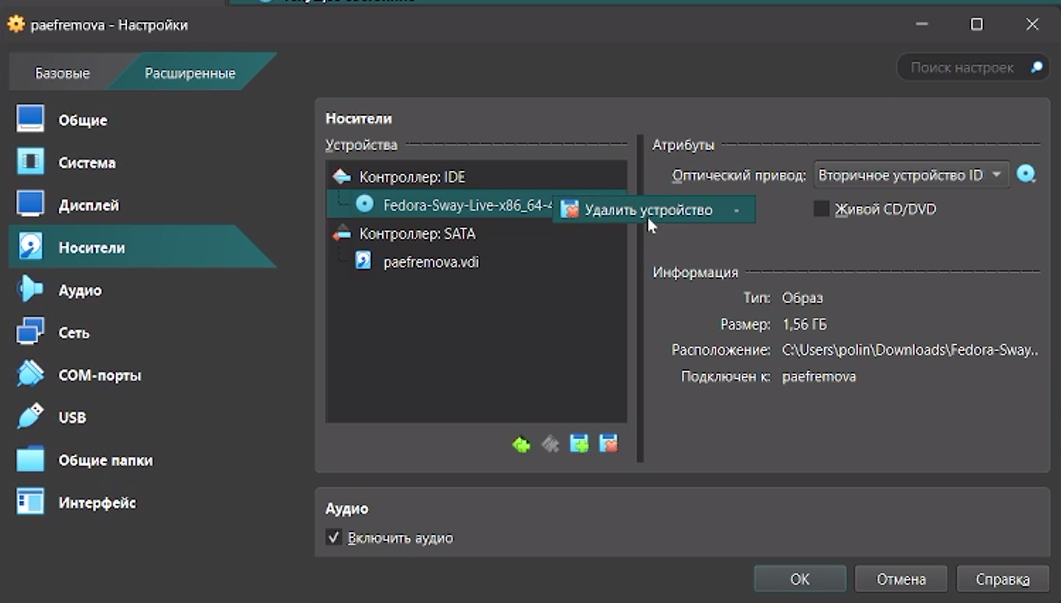 paefremova - Настройки
Базовые
Расширенные
Поиск настроек
Общие
Система
Дисплей
Носители
Аудио
Сеть
COM-порты
USB
Общие папки
Интерфейс
Носители
Устройства
Контроллер: IDE
Fedora-Sway-Live-x86_64-4
Удалить устройство
Контроллер: SATA
paefremova.vdi
Атрибуты
Оптический привод: Вторичное устройство ID
Живой CD/DVD
Информация
Тип: Образ
Размер: 1,56 ГБ
Расположение: C:\Users\polin\Downloads\Fedora-Sway..
Подключен к: paefremova
Аудио
Включить аудио
OK
Отмена
Справка